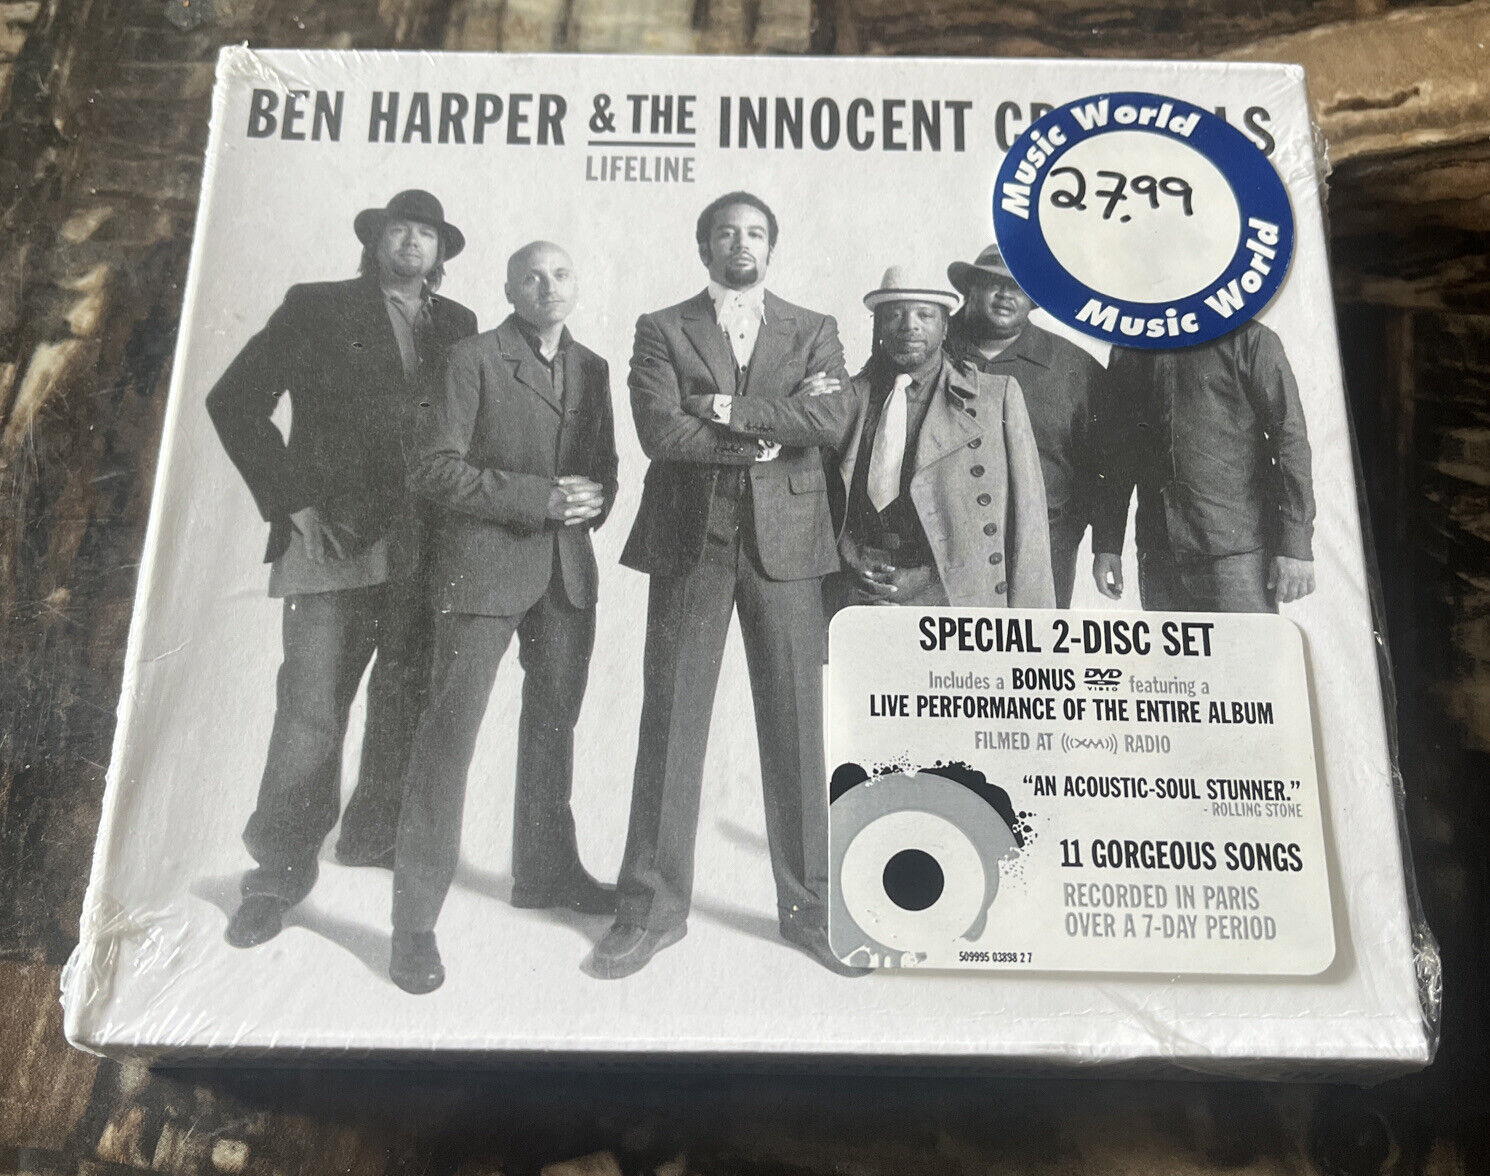 BEN HARPER & THE INNOCENT
LIFELINE
Music World
27.99
Music World
SPECIAL 2-DISC SET
Includes a BONUS DVD VIDEO featuring a
LIVE PERFORMANCE OF THE ENTIRE ALBUM
FILMED AT ((XM)) RADIO
“AN ACOUSTIC-SOUL STUNNER.”
- ROLLING STONE
11 GORGEOUS SONGS
RECORDED IN PARIS
OVER A 7-DAY PERIOD
509995 03898 2 7